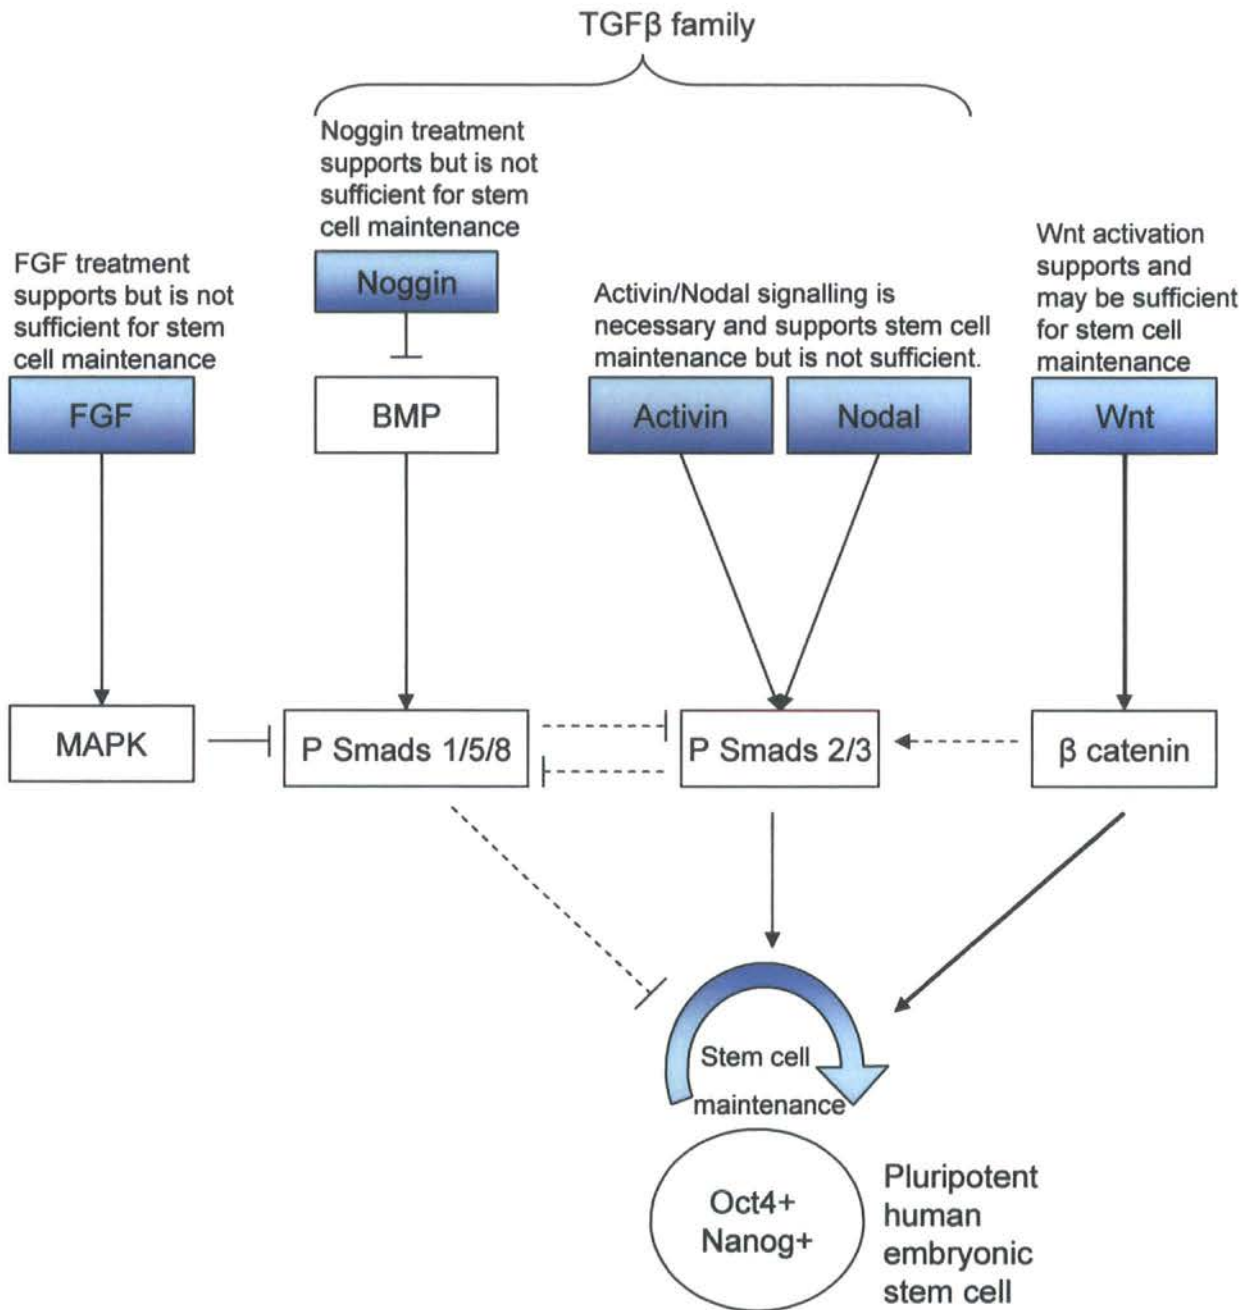 TGFβ family
Noggin treatment
supports but is not
sufficient for stem
cell maintenance
Noggin
FGF treatment
supports but is not
sufficient for stem
cell maintenance
FGF
BMP
Activin/Nodal signalling is
necessary and supports stem cell
maintenance but is not sufficient.
Activin
Nodal
Wnt activation
supports and
may be sufficient
for stem cell
maintenance
Wnt
MAPK
P Smads 1/5/8
P Smads 2/3
β catenin
Stem cell
maintenance
Oct4+
Nanog+
Pluripotent
human
embryonic
stem cell